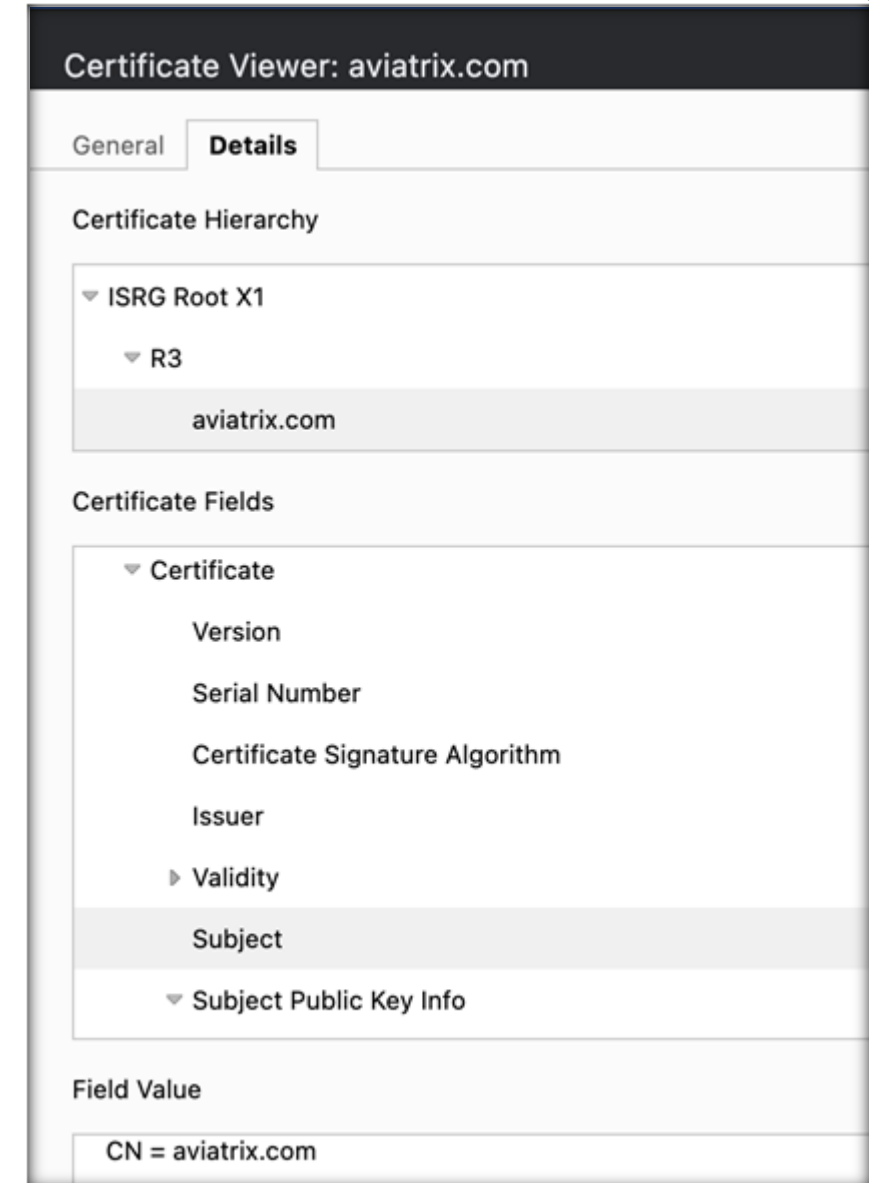 Certificate Viewer: aviatrix.com
General Details
Certificate Hierarchy
ISRG Root X1
R3
aviatrix.com
Certificate Fields
Certificate
Version
Serial Number
Certificate Signature Algorithm
Issuer
Validity
Subject
Subject Public Key Info
Field Value
CN = aviatrix.com